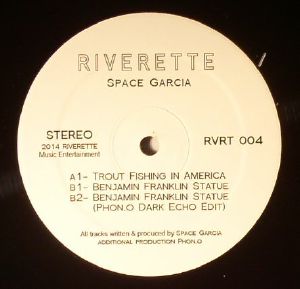 RIVERETTE
SPACE GARCIA
STEREO
RVRT 004
2014 RIVERETTE
Music Entertainment
A1- TROUT FISHING IN AMERICA
B1- BENJAMIN FRANKLIN STATUE
B2- BENJAMIN FRANKLIN STATUE
(PHON.O DARK ECHO EDIT)
All tracks written & produced by SPACE GARCIA
ADDITIONAL PRODUCTION PHON.O